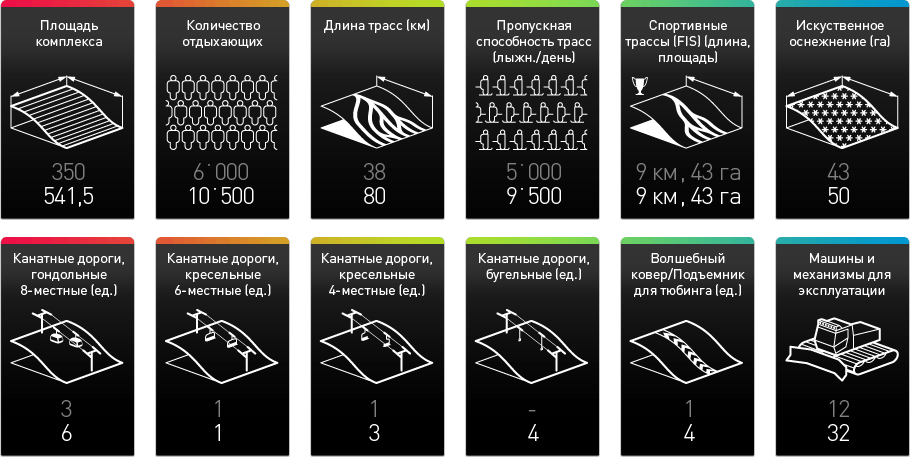 Площадь
комплекса
350
541,5
Количество
отдыхающих
6˙000
10˙500
Длина трасс (км)
38
80
Пропускная
способность трасс
(лыжн./день)
5˙000
9˙500
Спортивные
трассы (FIS) (длина,
площадь)
9 км, 43 га
9 км, 43 га
Искуственное
оснежнение (га)
43
50
Канатные дороги,
гондольные
8-местные (ед.)
3
6
Канатные дороги,
кресельные
6-местные (ед.)
1
1
Канатные дороги,
кресельные
4-местные (ед.)
1
3
Канатные дороги,
бугельные (ед.)
-
4
Волшебный
ковер/Подъемник
для тюбинга (ед.)
1
4
Машины и
механизмы для
эксплуатации
12
32